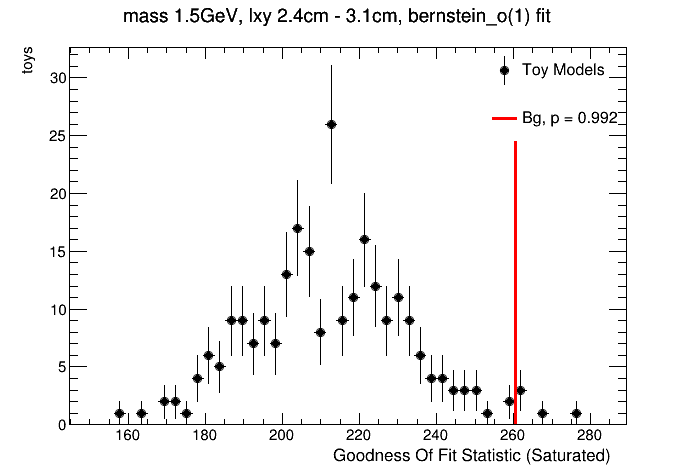 mass 1.5GeV, lxy 2.4cm - 3.1cm, bernstein_o(1) fit
toys
30
25
20
15
10
5
0
Toy Models
Bg, p = 0.992
160 180 200 220 240 260 280
Goodness Of Fit Statistic (Saturated)